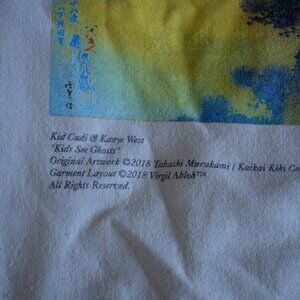 Kid Cudi & Kanye West
"Kids See Ghosts"
Original Artwork ©2018 Takashi Murakami / Kaikai Kiki Co
Garment Layout ©2018 Virgil Abloh™
All Rights Reserved.